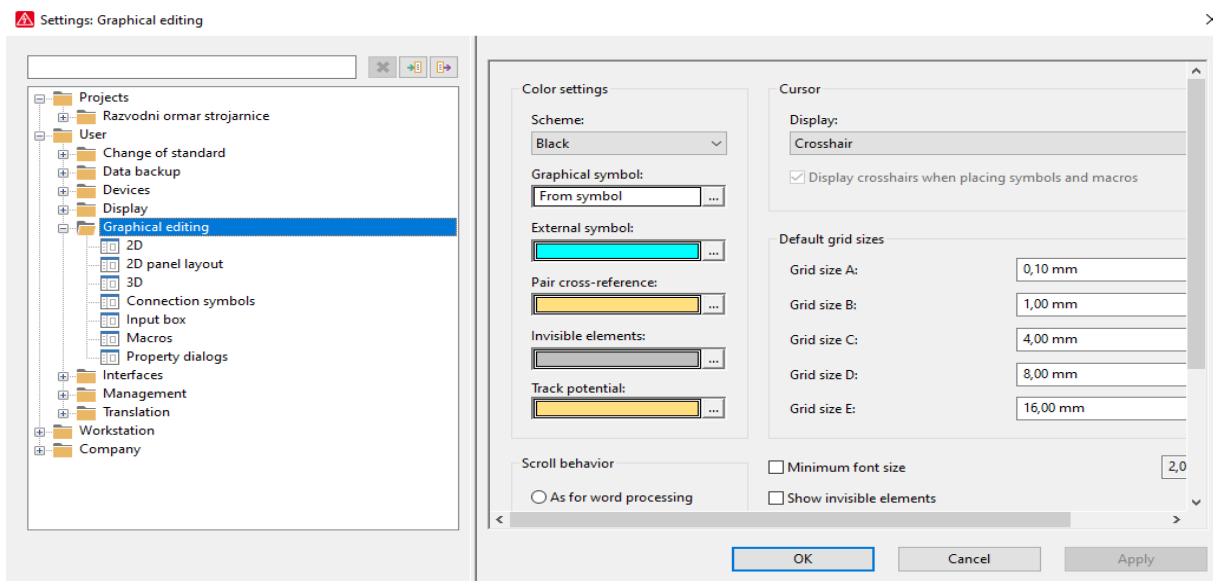 Settings: Graphical editing
Projects
Razvodni ormar strojarnice
User
Change of standard
Data backup
Devices
Display
Graphical editing
2D
2D panel layout
3D
Connection symbols
Input box
Macros
Property dialogs
Interfaces
Management
Translation
Workstation
Company
Color settings
Scheme:
Black
Graphical symbol:
From symbol
...
External symbol:
...
Pair cross-reference:
...
Invisible elements:
...
Track potential:
...
Scroll behavior
As for word processing
Cursor
Display:
Crosshair
Display crosshairs when placing symbols and macros
Default grid sizes
Grid size A: 0,10 mm
Grid size B: 1,00 mm
Grid size C: 4,00 mm
Grid size D: 8,00 mm
Grid size E: 16,00 mm
Minimum font size 2,0
Show invisible elements
OK Cancel Apply